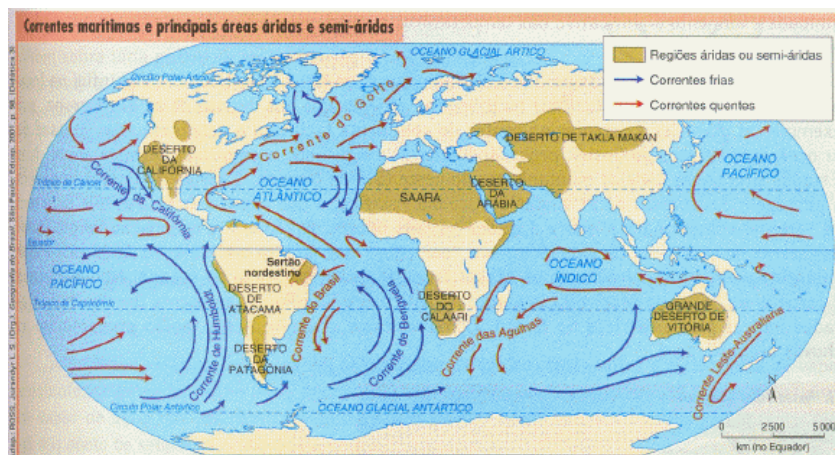 Correntes marítimas e principais áreas áridas e semi-áridas
OCEANO GLACIAL ÁRTICO
Regiões áridas ou semi-áridas
Correntes frias
Correntes quentes
Círculo Polar Ártico
Corrente do Golfo
DESERTO
DA
CALIFÓRNIA
DESERTO DE TAKLA MAKAN
Corrente da Califórnia
OCEANO
PACÍFICO
Trópico de Câncer
OCEANO
ATLÂNTICO
SAARA
DESERTO
DA
ARÁBIA
Equador
OCEANO
PACÍFICO
Sertão
nordestino
OCEANO
ÍNDICO
Trópico de Capricórnio
Corrente de Humboldt
DESERTO
DE
ATACAMA
Corrente do Brasil
Corrente de Benguela
DESERTO
DO
CALAARI
GRANDE
DESERTO DE
VITÓRIA
Corrente das Agulhas
DESERTO
DA
PATAGÔNIA
Corrente Leste-Australiana
Círculo Polar Antártico
OCEANO GLACIAL ANTÁRTICO
N
0 2 500 5 000
km (no Equador)